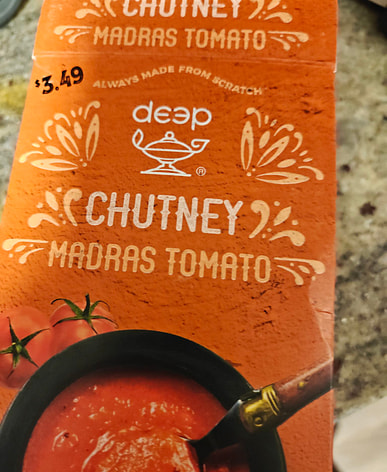 CHUTNEY
MADRAS TOMATO
$3.49
ALWAYS MADE FROM SCRATCH
deep
®
CHUTNEY
MADRAS TOMATO